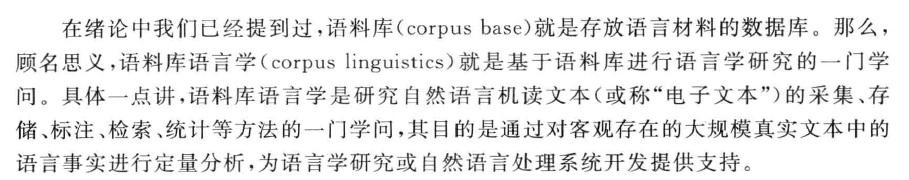 在绪论中我们已经提到过,语料库(corpus base)就是存放语言材料的数据库。那么,
顾名思义,语料库语言学(corpus linguistics)就是基于语料库进行语言学研究的一门学
问。具体一点讲,语料库语言学是研究自然语言机读文本(或称“电子文本”)的采集、存
储、标注、检索、统计等方法的一门学问,其目的是通过对客观存在的大规模真实文本中的
语言事实进行定量分析,为语言学研究或自然语言处理系统开发提供支持。